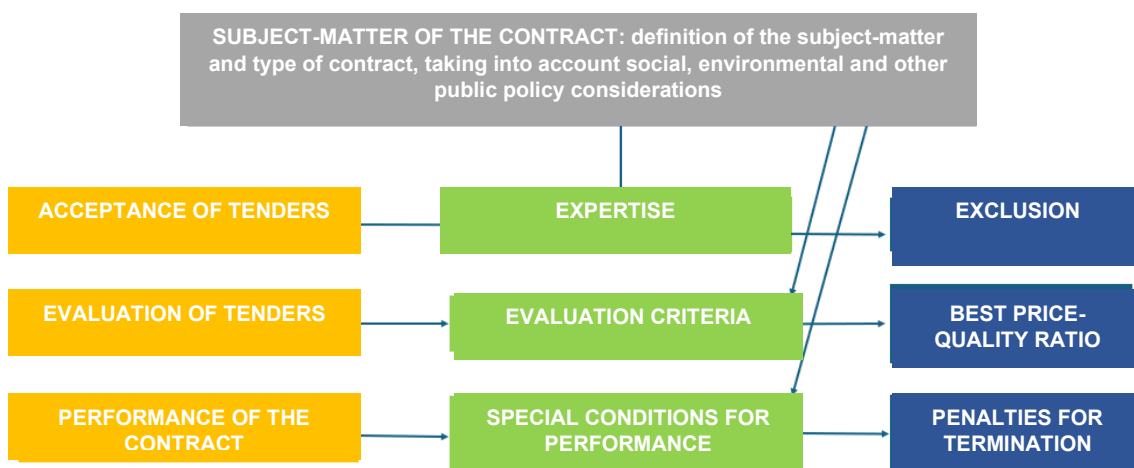 SUBJECT-MATTER OF THE CONTRACT: definition of the subject-matter
and type of contract, taking into account social, environmental and other
public policy considerations
ACCEPTANCE OF TENDERS
EXPERTISE
EXCLUSION
EVALUATION OF TENDERS
EVALUATION CRITERIA
BEST PRICE-
QUALITY RATIO
PERFORMANCE OF THE
CONTRACT
SPECIAL CONDITIONS FOR
PERFORMANCE
PENALTIES FOR
TERMINATION